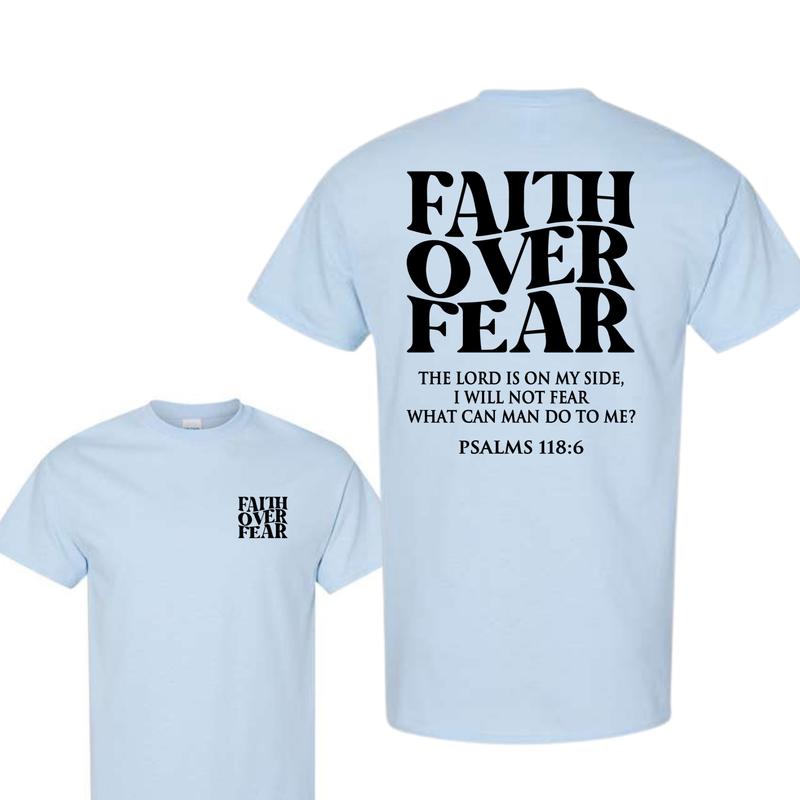 FAITH
OVER
FEAR
THE LORD IS ON MY SIDE,
I WILL NOT FEAR
WHAT CAN MAN DO TO ME?
PSALMS 118:6
FAITH
OVER
FEAR